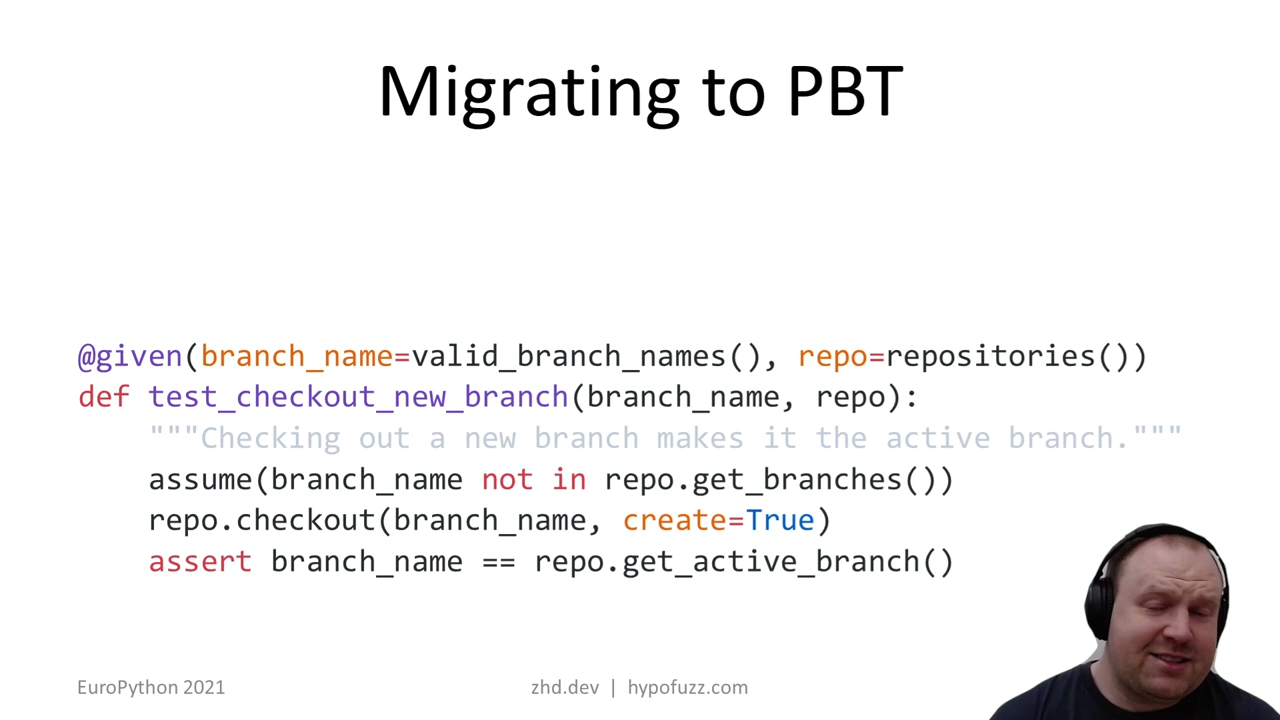 Migrating to PBT
@given(branch_name=valid_branch_names(), repo=repositories())
def test_checkout_new_branch(branch_name, repo):
    """Checking out a new branch makes it the active branch."""
    assume(branch_name not in repo.get_branches())
    repo.checkout(branch_name, create=True)
    assert branch_name == repo.get_active_branch()
EuroPython 2021
zhd.dev | hypofuzz.com